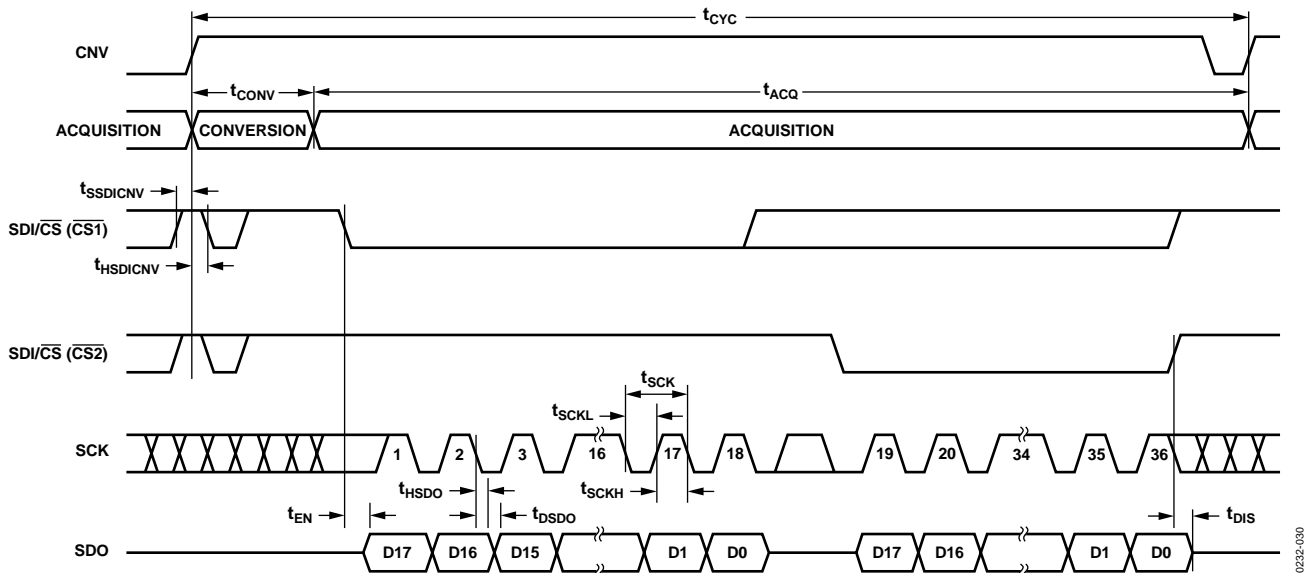 tCYC
CNV
tCONV
tACQ
ACQUISITION
CONVERSION
ACQUISITION
tSSDICNV
SDI/CS (CS1)
tHSDICNV
SDI/CS (CS2)
tSCK
tSCKL
SCK
1 2 3 16 17 18 19 20 34 35 36
tHSDO
tSCKH
tEN
tDSDO
tDIS
SDO
D17 D16 D15 D1 D0 D17 D16 D1 D0
0232-030